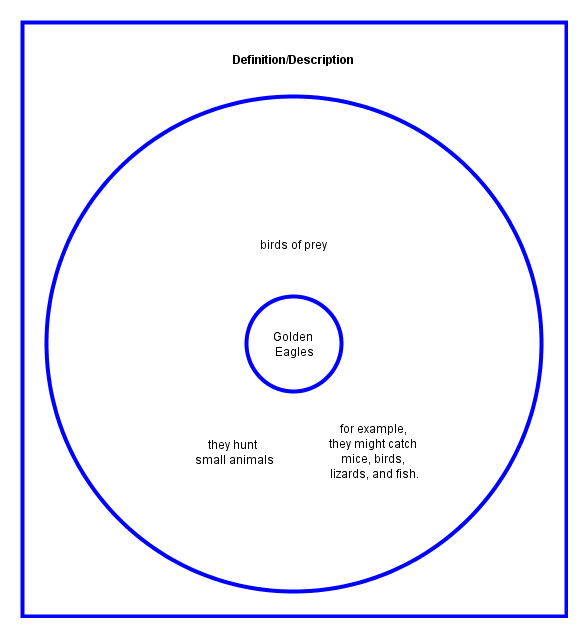 Definition/Description
birds of prey
Golden
Eagles
they hunt
small animals
for example,
they might catch
mice, birds,
lizards, and fish.